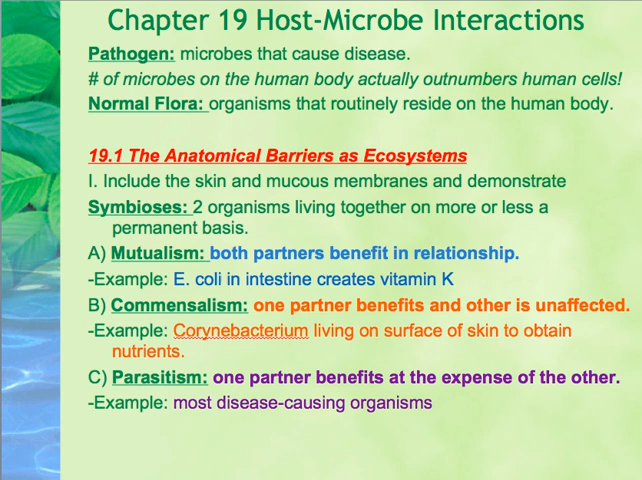 Chapter 19 Host-Microbe Interactions
Pathogen: microbes that cause disease.
# of microbes on the human body actually outnumbers human cells!
Normal Flora: organisms that routinely reside on the human body.
19.1 The Anatomical Barriers as Ecosystems
I. Include the skin and mucous membranes and demonstrate
Symbioses: 2 organisms living together on more or less a
permanent basis.
A) Mutualism: both partners benefit in relationship.
-Example: E. coli in intestine creates vitamin K
B) Commensalism: one partner benefits and other is unaffected.
-Example: Corynebacterium living on surface of skin to obtain
nutrients.
C) Parasitism: one partner benefits at the expense of the other.
-Example: most disease-causing organisms